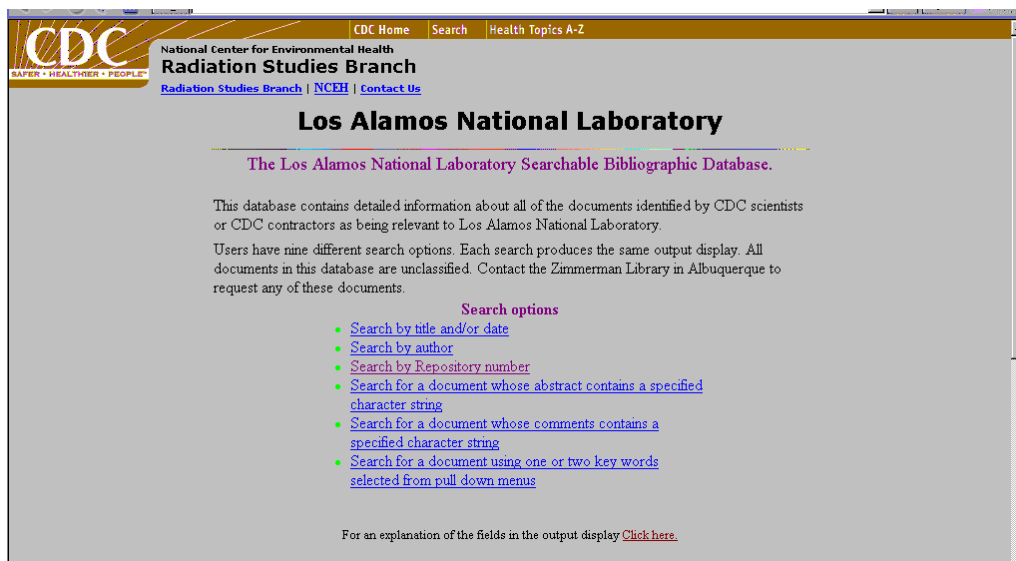 CDC Home Search Health Topics A-Z
CDC
SAFER • HEALTHIER • PEOPLE™
National Center for Environmental Health
Radiation Studies Branch
Radiation Studies Branch | NCEH | Contact Us
Los Alamos National Laboratory
The Los Alamos National Laboratory Searchable Bibliographic Database.
This database contains detailed information about all of the documents identified by CDC scientists
or CDC contractors as being relevant to Los Alamos National Laboratory.
Users have nine different search options. Each search produces the same output display. All
documents in this database are unclassified. Contact the Zimmerman Library in Albuquerque to
request any of these documents.
Search options
• Search by title and/or date
• Search by author
• Search by Repository number
• Search for a document whose abstract contains a specified
character string
• Search for a document whose comments contains a
specified character string
• Search for a document using one or two key words
selected from pull down menus
For an explanation of the fields in the output display Click here.